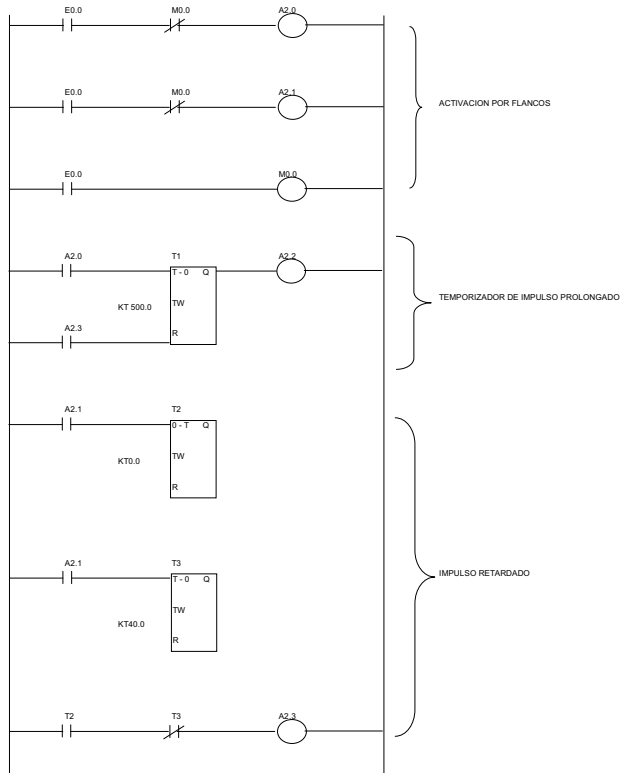 E0.0 M0.0 A2.0
E0.0 M0.0 A2.1
ACTIVACION POR FLANCOS
E0.0 M0.0
A2.0 T1 A2.2
T - 0 Q
KT 500.0 TW
TEMPORIZADOR DE IMPULSO PROLONGADO
A2.3 R
A2.1 T2
0 - T Q
KT0.0 TW
R
A2.1 T3
T - 0 Q
IMPULSO RETARDADO
KT40.0 TW
R
T2 T3 A2.3